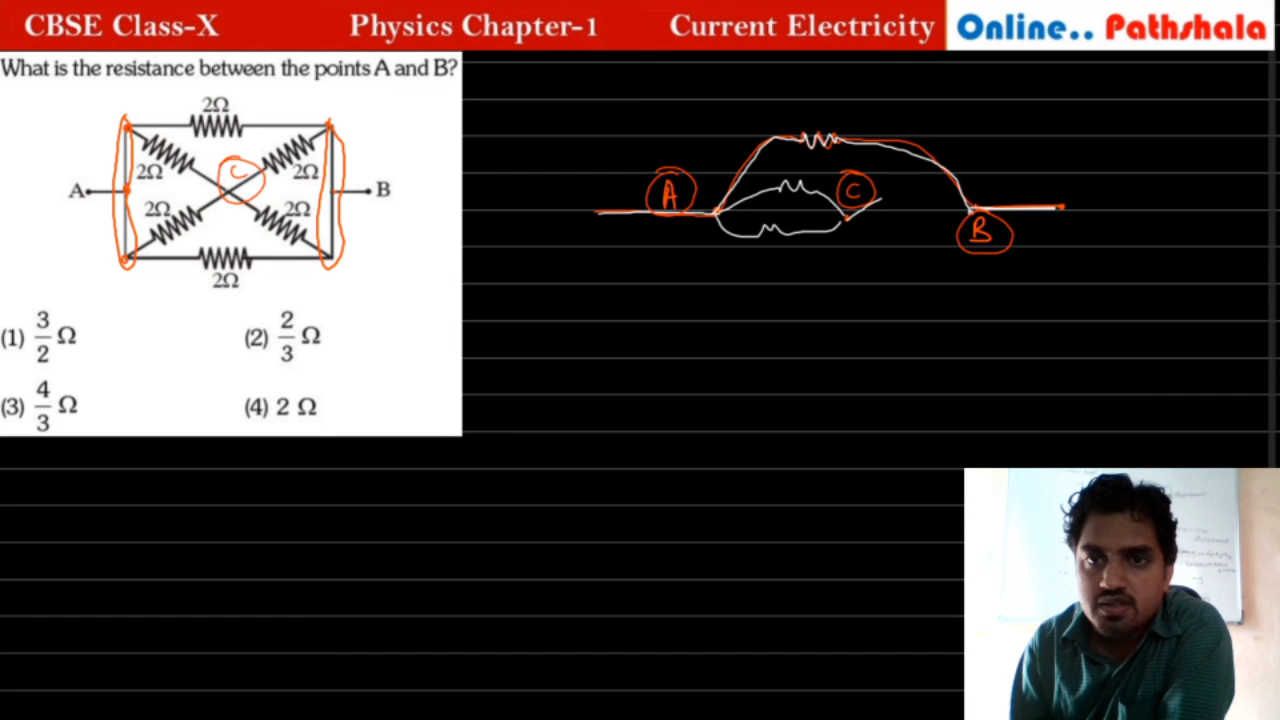 CBSE Class-X Physics Chapter-1 Current Electricity Online.. Pathshala
What is the resistance between the points A and B?
2Ω
C
2Ω 2Ω
A B
2Ω 2Ω
2Ω
(1) 3/2 Ω (2) 2/3 Ω
(3) 4/3 Ω (4) 2 Ω
A C
B